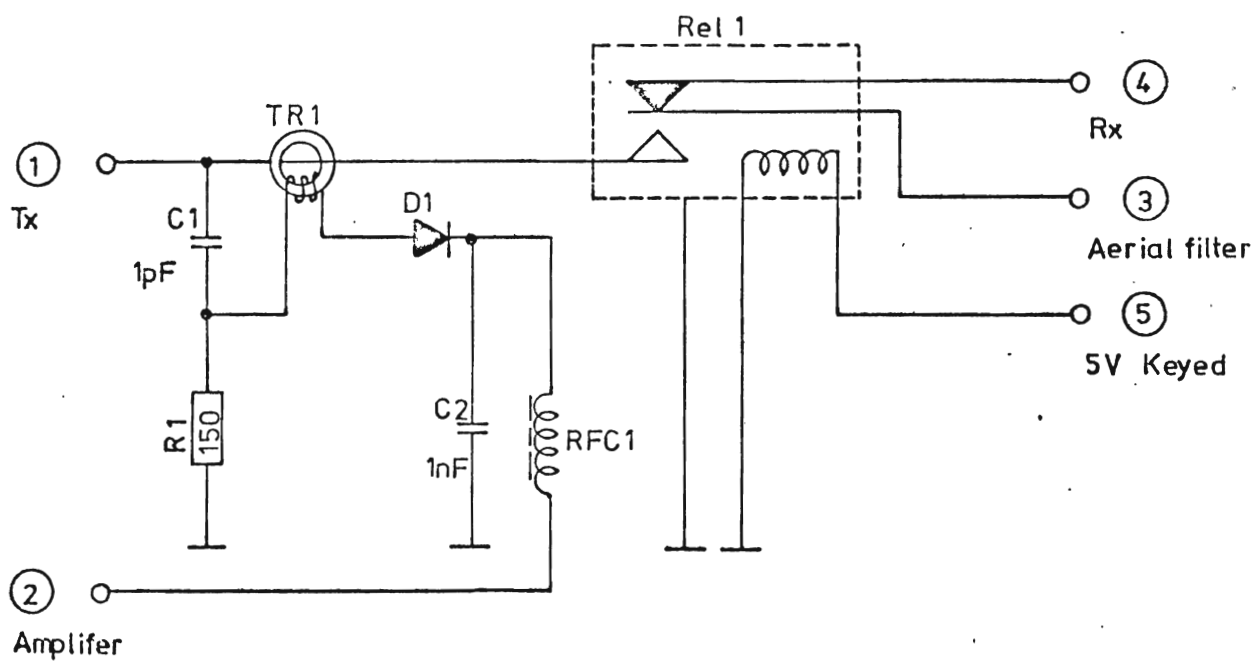 Rel 1
4
Rx
TR1
1
Tx
C1
1pF
D1
3
Aerial filter
5
5V Keyed
R1
150
C2
1nF
RFC1
2
Amplifer